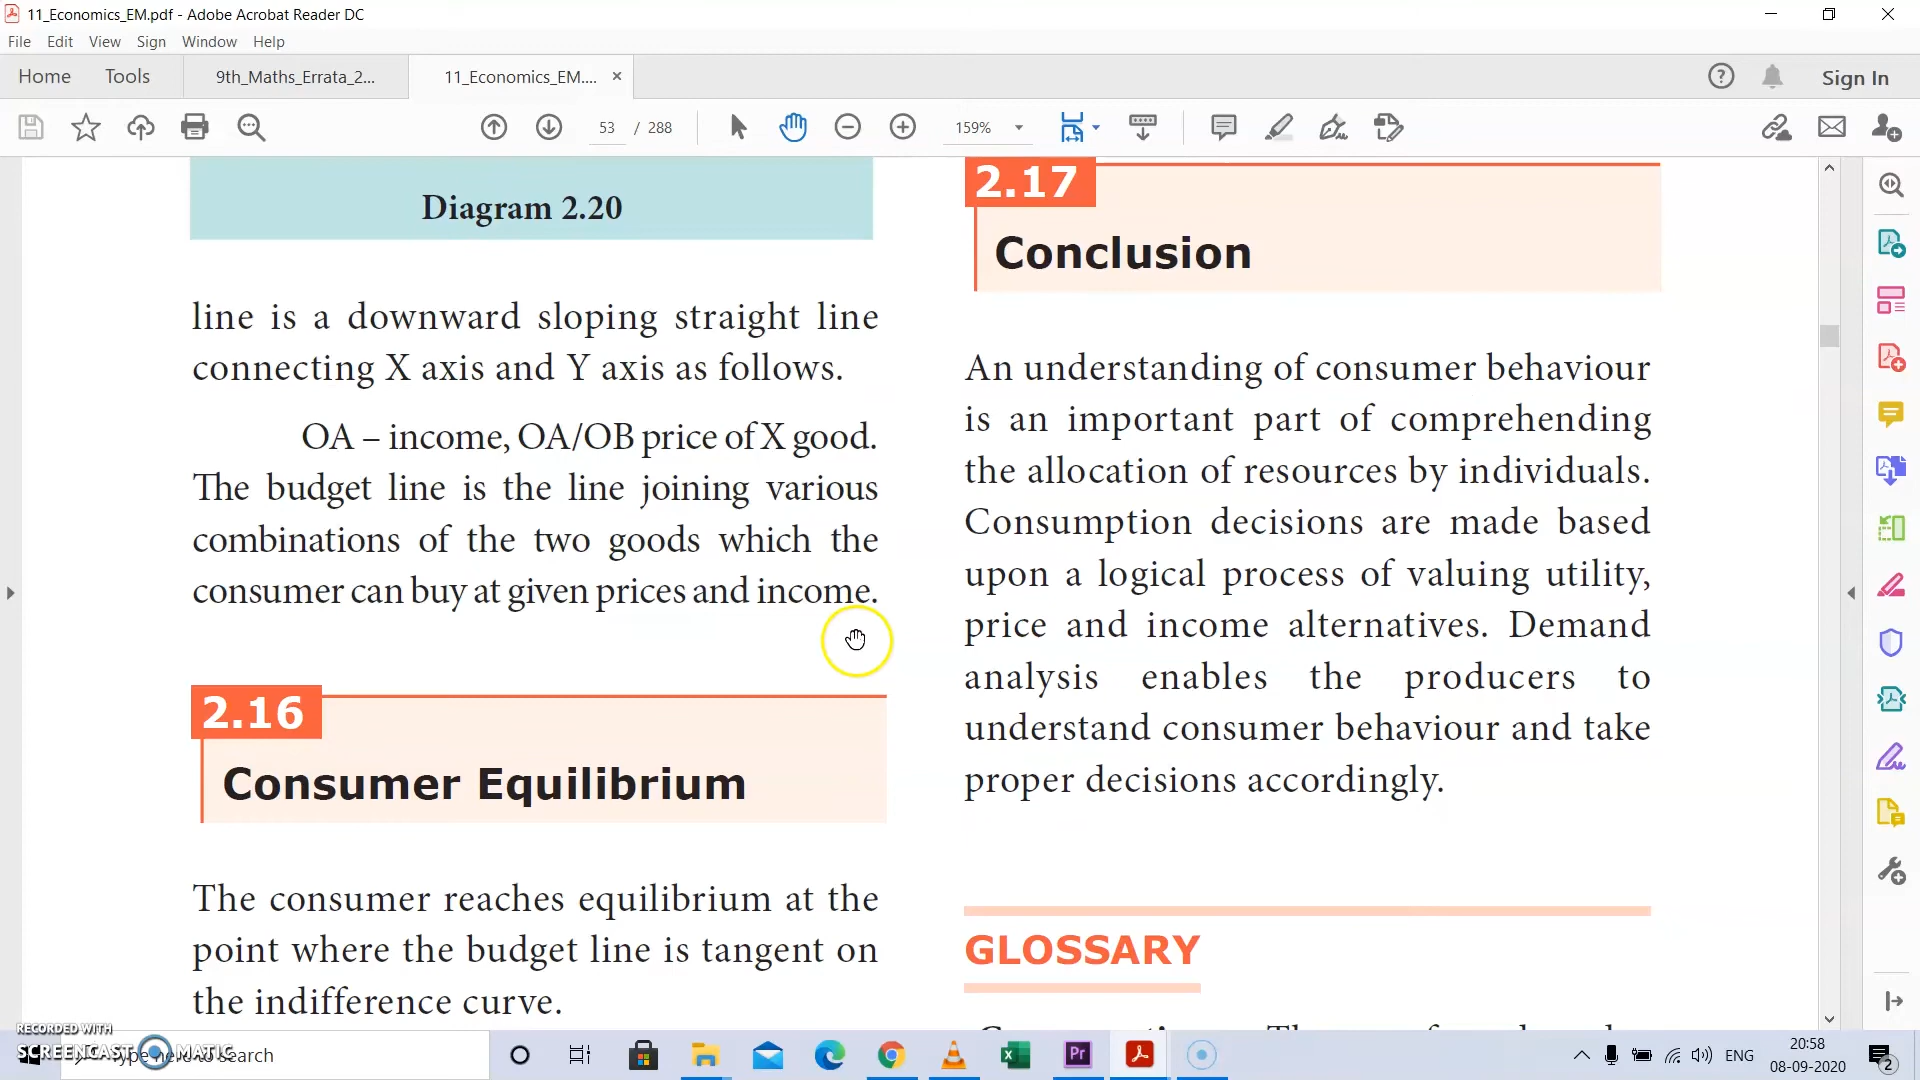 11_Economics_EM.pdf - Adobe Acrobat Reader DC
File Edit View Sign Window Help
Home Tools 9th_Maths_Errata_2... 11_Economics_EM.... × Sign In
53 / 288 159%
Diagram 2.20
line is a downward sloping straight line
connecting X axis and Y axis as follows.
OA – income, OA/OB price of X good.
The budget line is the line joining various
combinations of the two goods which the
consumer can buy at given prices and income.
2.16
Consumer Equilibrium
The consumer reaches equilibrium at the
point where the budget line is tangent on
the indifference curve.
2.17
Conclusion
An understanding of consumer behaviour
is an important part of comprehending
the allocation of resources by individuals.
Consumption decisions are made based
upon a logical process of valuing utility,
price and income alternatives. Demand
analysis enables the producers to
understand consumer behaviour and take
proper decisions accordingly.
GLOSSARY
RECORDED WITH
SCREENCAST MATIC
Type here to search
Pr
ENG
20:58
08-09-2020
2